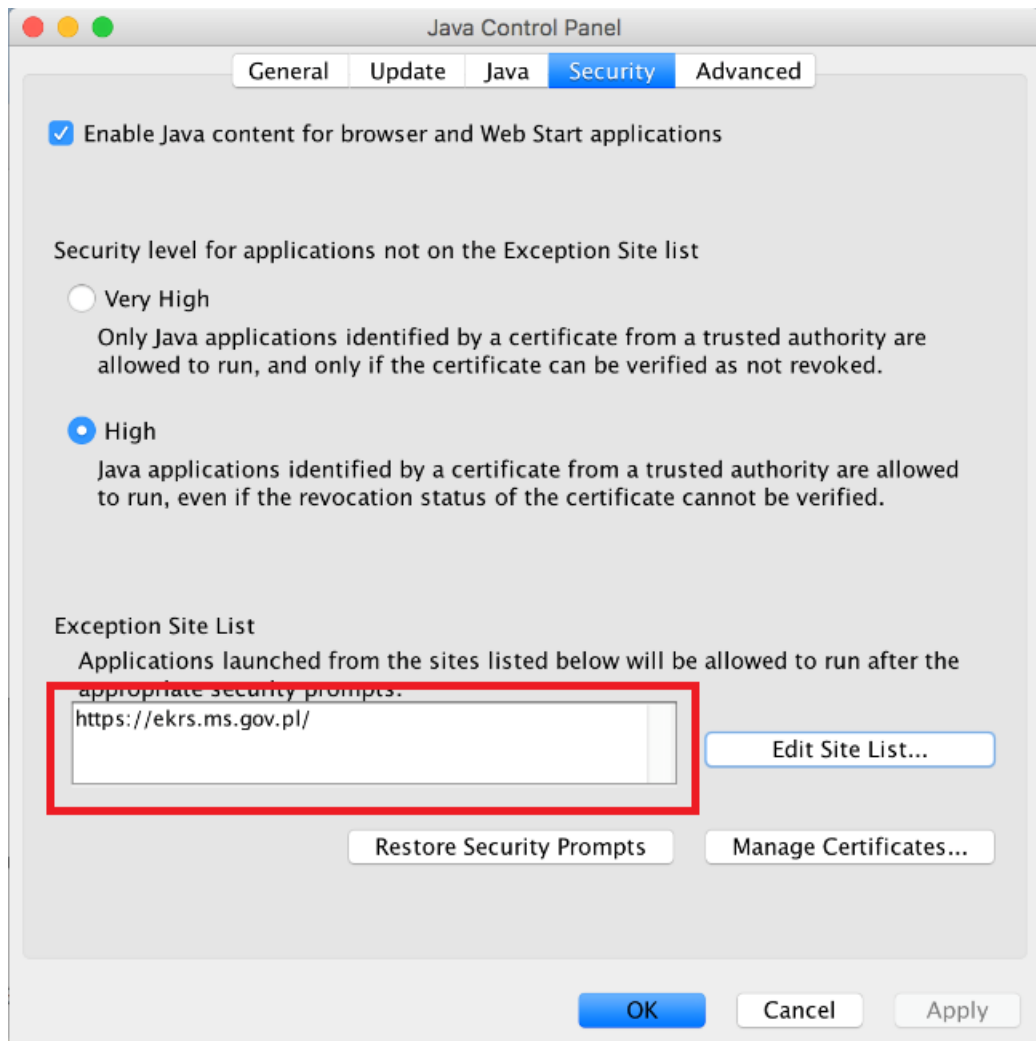 Java Control Panel
General Update Java Security Advanced
Enable Java content for browser and Web Start applications
Security level for applications not on the Exception Site list
Very High
Only Java applications identified by a certificate from a trusted authority are
allowed to run, and only if the certificate can be verified as not revoked.
High
Java applications identified by a certificate from a trusted authority are allowed
to run, even if the revocation status of the certificate cannot be verified.
Exception Site List
Applications launched from the sites listed below will be allowed to run after the
appropriate security prompts.
https://ekrs.ms.gov.pl/
Edit Site List...
Restore Security Prompts Manage Certificates...
OK Cancel Apply